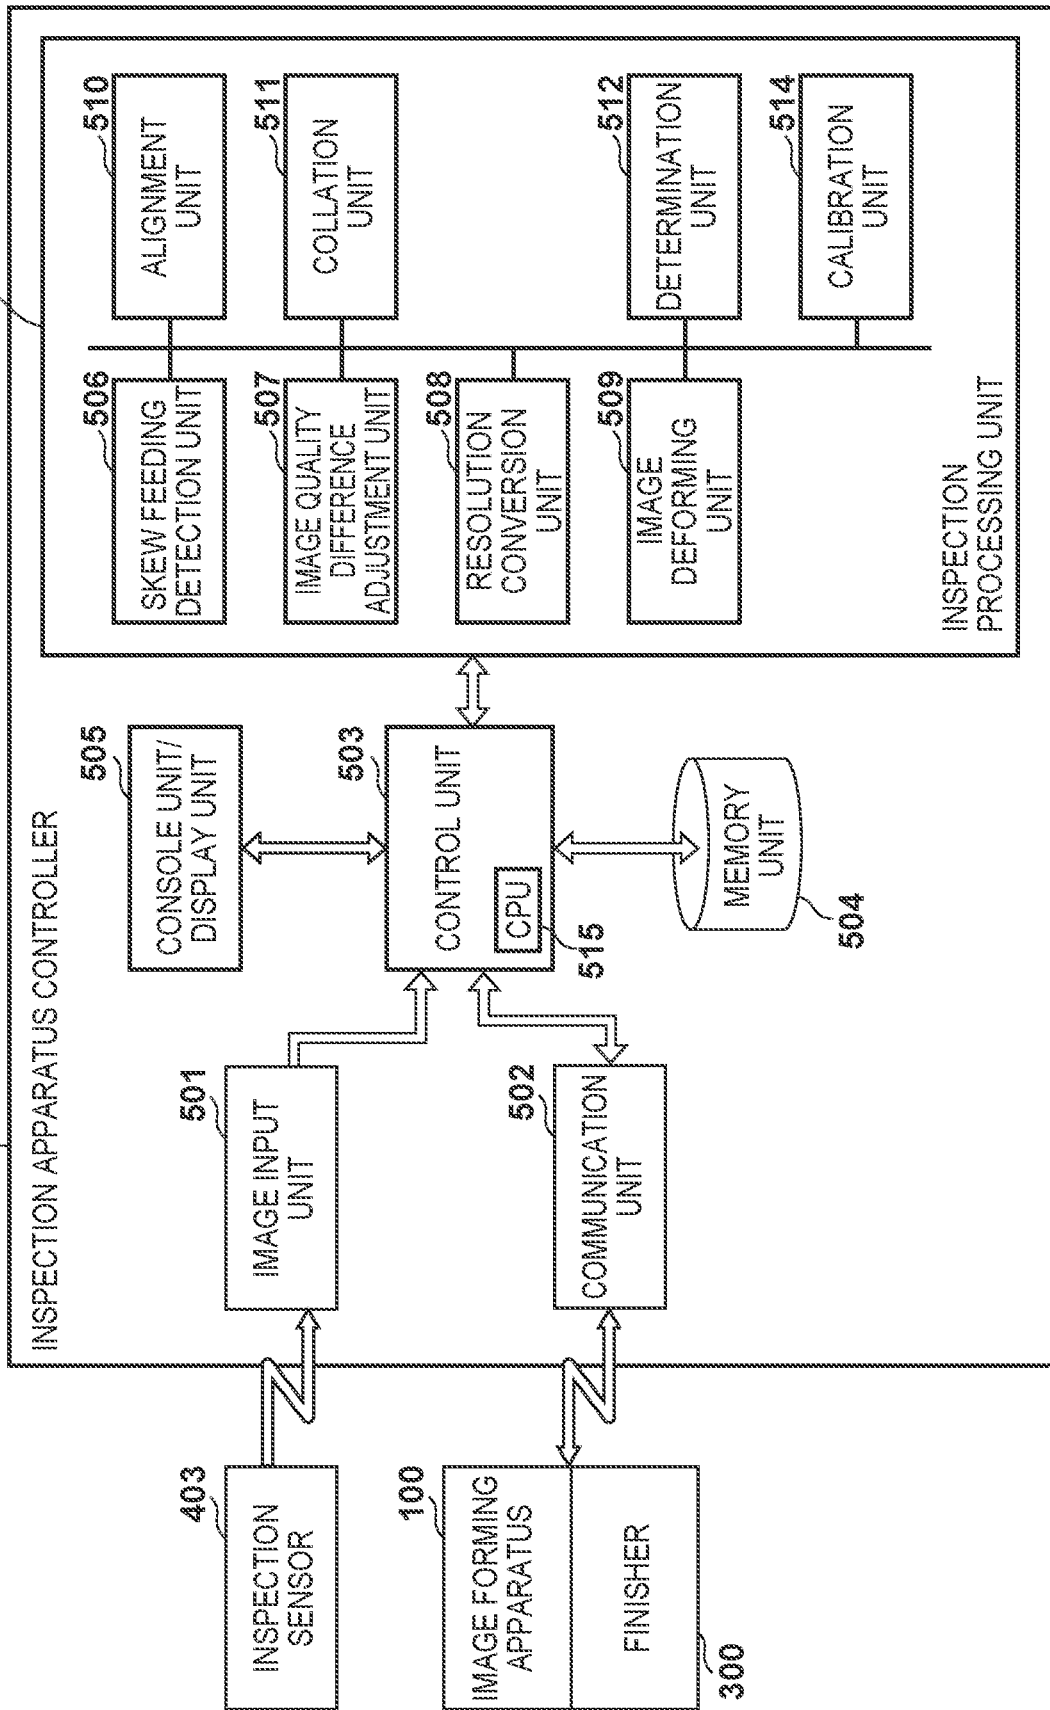 INSPECTION APPARATUS CONTROLLER
403
INSPECTION
SENSOR
100
IMAGE FORMING
APPARATUS
FINISHER
300
501
IMAGE INPUT
UNIT
502
COMMUNICATION
UNIT
505
CONSOLE UNIT/
DISPLAY UNIT
503
CONTROL UNIT
CPU
515
MEMORY
UNIT
504
506
SKEW FEEDING
DETECTION UNIT
507
IMAGE QUALITY
DIFFERENCE
ADJUSTMENT UNIT
508
RESOLUTION
CONVERSION
UNIT
509
IMAGE
DEFORMING
UNIT
510
ALIGNMENT
UNIT
511
COLLATION
UNIT
512
DETERMINATION
UNIT
514
CALIBRATION
UNIT
INSPECTION
PROCESSING UNIT